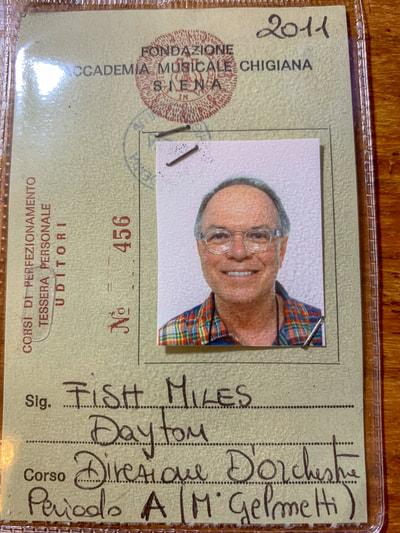 2011
FONDAZIONE
ACCADEMIA MUSICALE CHIGIANA
SIENA
CORSI DI PERFEZIONAMENTO
TESSERA PERSONALE
UDITORI
Nº 456
Sig. FISH MILES
Dayton
Corso Direzione D'Orchestre
Periodo A (M° Gelmetti)